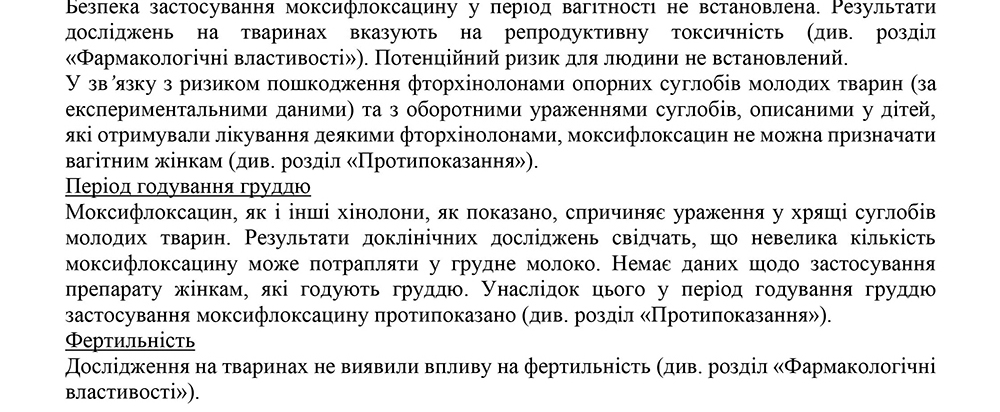 Безпека застосування моксифлоксацину у період вагітності не встановлена. Результати
досліджень на тваринах вказують на репродуктивну токсичність (див. розділ
«Фармакологічні властивості»). Потенційний ризик для людини не встановлений.
У зв’язку з ризиком пошкодження фторхінолонами опорних суглобів молодих тварин (за
експериментальними даними) та з оборотними ураженнями суглобів, описаними у дітей,
які отримували лікування деякими фторхінолонами, моксифлоксацин не можна призначати
вагітним жінкам (див. розділ «Протипоказання»).
Період годування груддю
Моксифлоксацин, як і інші хінолони, як показано, спричиняє ураження у хрящі суглобів
молодих тварин. Результати доклінічних досліджень свідчать, що невелика кількість
моксифлоксацину може потрапляти у грудне молоко. Немає даних щодо застосування
препарату жінкам, які годують груддю. Унаслідок цього у період годування груддю
застосування моксифлоксацину протипоказано (див. розділ «Протипоказання»).
Фертильність
Дослідження на тваринах не виявили впливу на фертильність (див. розділ «Фармакологічні
властивості»).